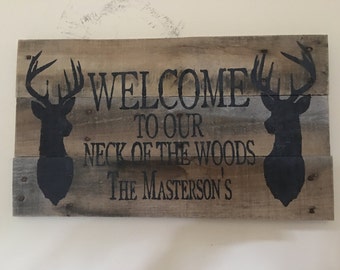 WELCOME
TO OUR
NECK OF THE WOODS
THE MASTERSON'S